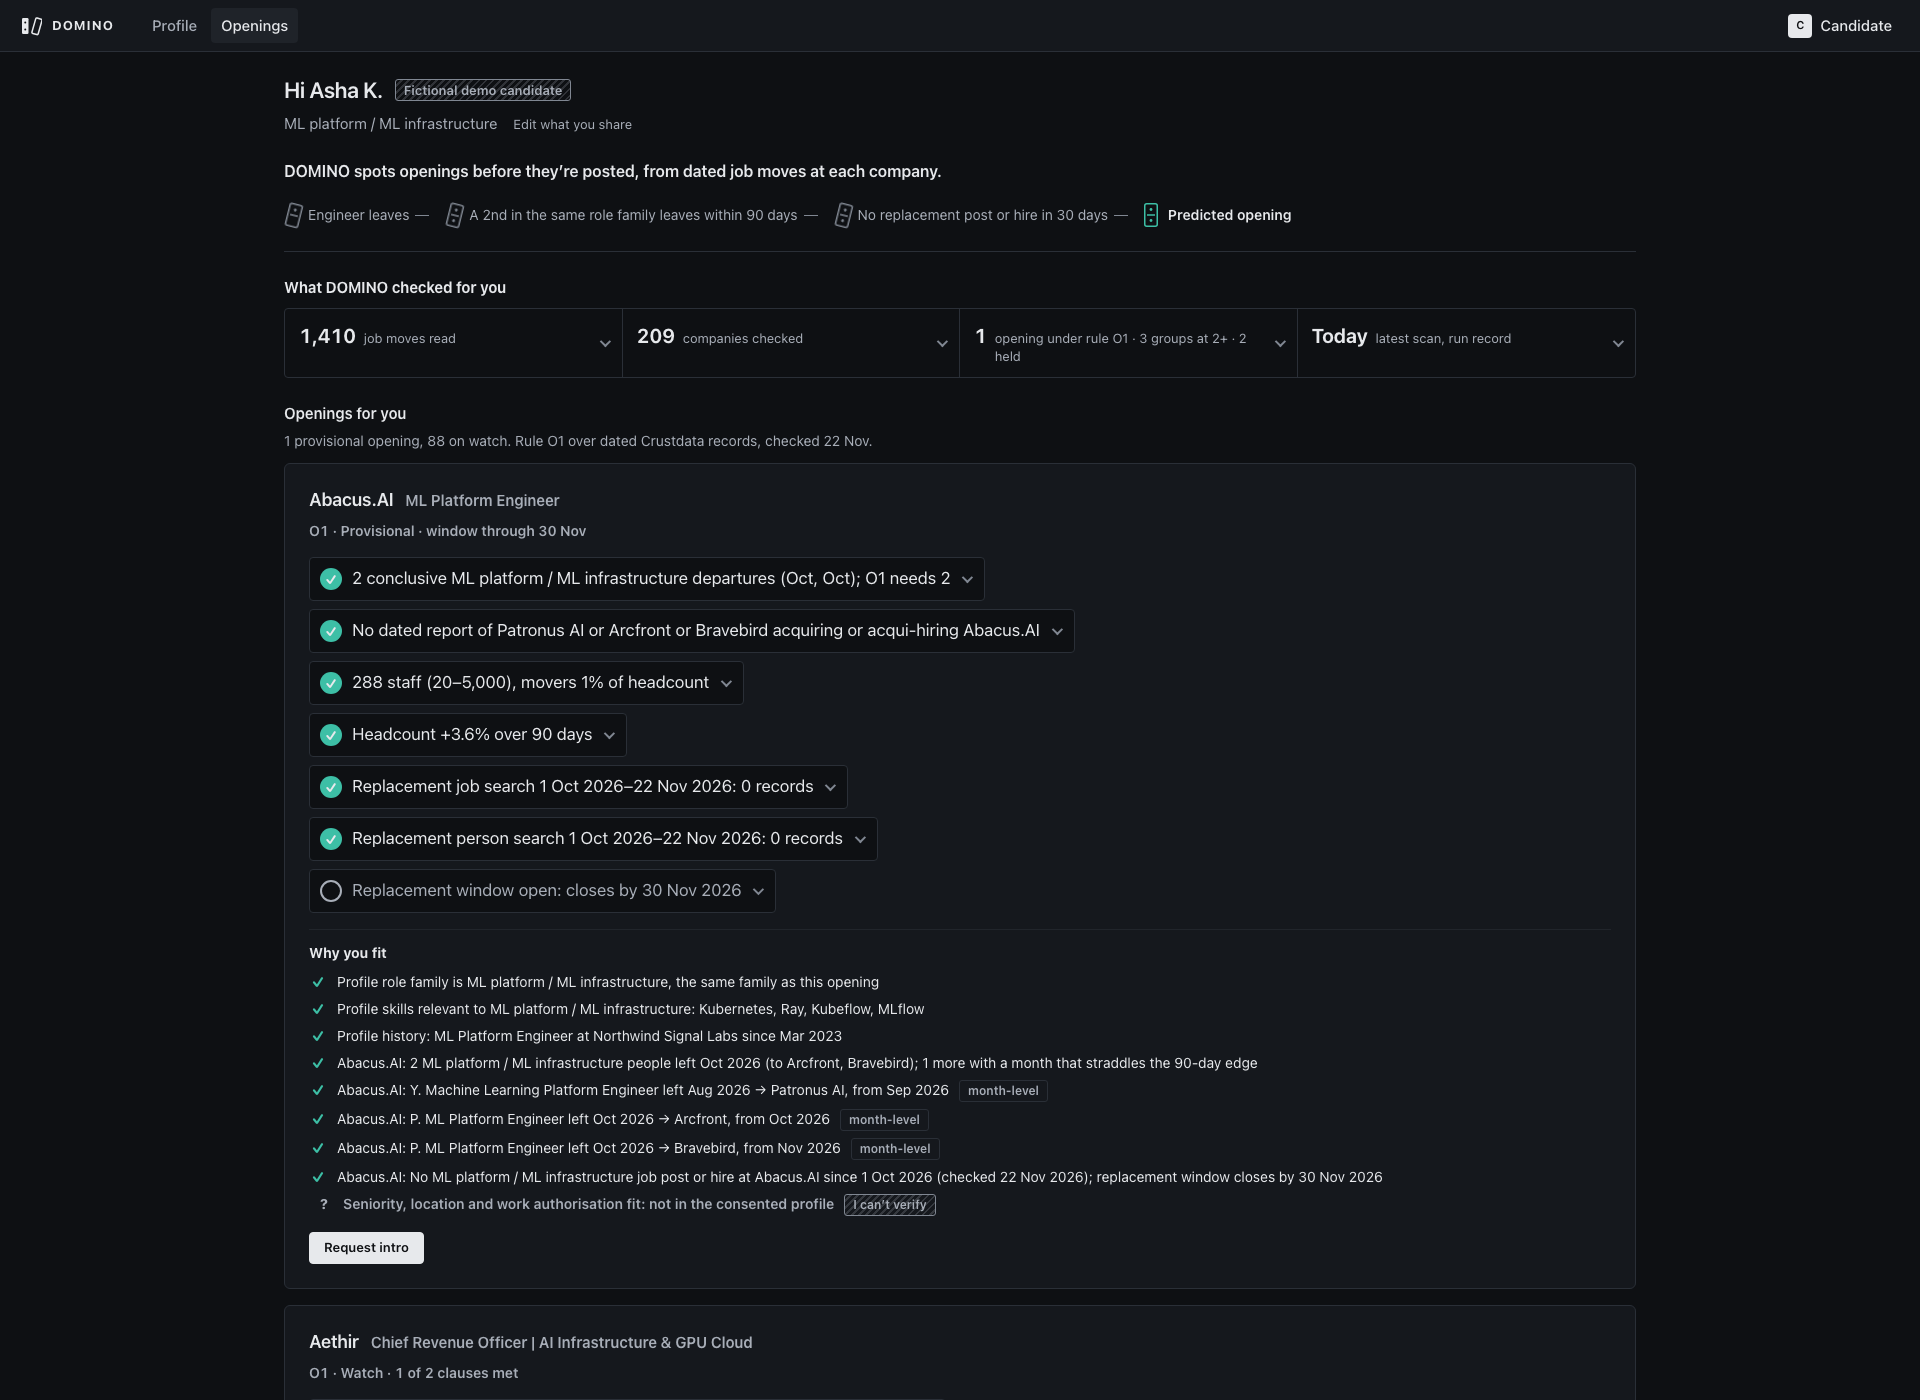 DOMINO
Profile
Openings
C
Candidate
Hi Asha K.
Fictional demo candidate
ML platform / ML infrastructure
Edit what you share
DOMINO spots openings before they’re posted, from dated job moves at each company.
Engineer leaves —
A 2nd in the same role family leaves within 90 days —
No replacement post or hire in 30 days —
Predicted opening
What DOMINO checked for you
1,410 job moves read
209 companies checked
1 opening under rule O1 · 3 groups at 2+ · 2
held
Today latest scan, run record
Openings for you
1 provisional opening, 88 on watch. Rule O1 over dated Crustdata records, checked 22 Nov.
Abacus.AI ML Platform Engineer
O1 · Provisional · window through 30 Nov
2 conclusive ML platform / ML infrastructure departures (Oct, Oct); O1 needs 2
No dated report of Patronus AI or Arcfront or Bravebird acquiring or acqui-hiring Abacus.AI
288 staff (20–5,000), movers 1% of headcount
Headcount +3.6% over 90 days
Replacement job search 1 Oct 2026–22 Nov 2026: 0 records
Replacement person search 1 Oct 2026–22 Nov 2026: 0 records
Replacement window open: closes by 30 Nov 2026
Why you fit
Profile role family is ML platform / ML infrastructure, the same family as this opening
Profile skills relevant to ML platform / ML infrastructure: Kubernetes, Ray, Kubeflow, MLflow
Profile history: ML Platform Engineer at Northwind Signal Labs since Mar 2023
Abacus.AI: 2 ML platform / ML infrastructure people left Oct 2026 (to Arcfront, Bravebird); 1 more with a month that straddles the 90-day edge
Abacus.AI: Y. Machine Learning Platform Engineer left Aug 2026 → Patronus AI, from Sep 2026 month-level
Abacus.AI: P. ML Platform Engineer left Oct 2026 → Arcfront, from Oct 2026 month-level
Abacus.AI: P. ML Platform Engineer left Oct 2026 → Bravebird, from Nov 2026 month-level
Abacus.AI: No ML platform / ML infrastructure job post or hire at Abacus.AI since 1 Oct 2026 (checked 22 Nov 2026); replacement window closes by 30 Nov 2026
? Seniority, location and work authorisation fit: not in the consented profile I can't verify
Request intro
Aethir Chief Revenue Officer | AI Infrastructure & GPU Cloud
O1 · Watch · 1 of 2 clauses met